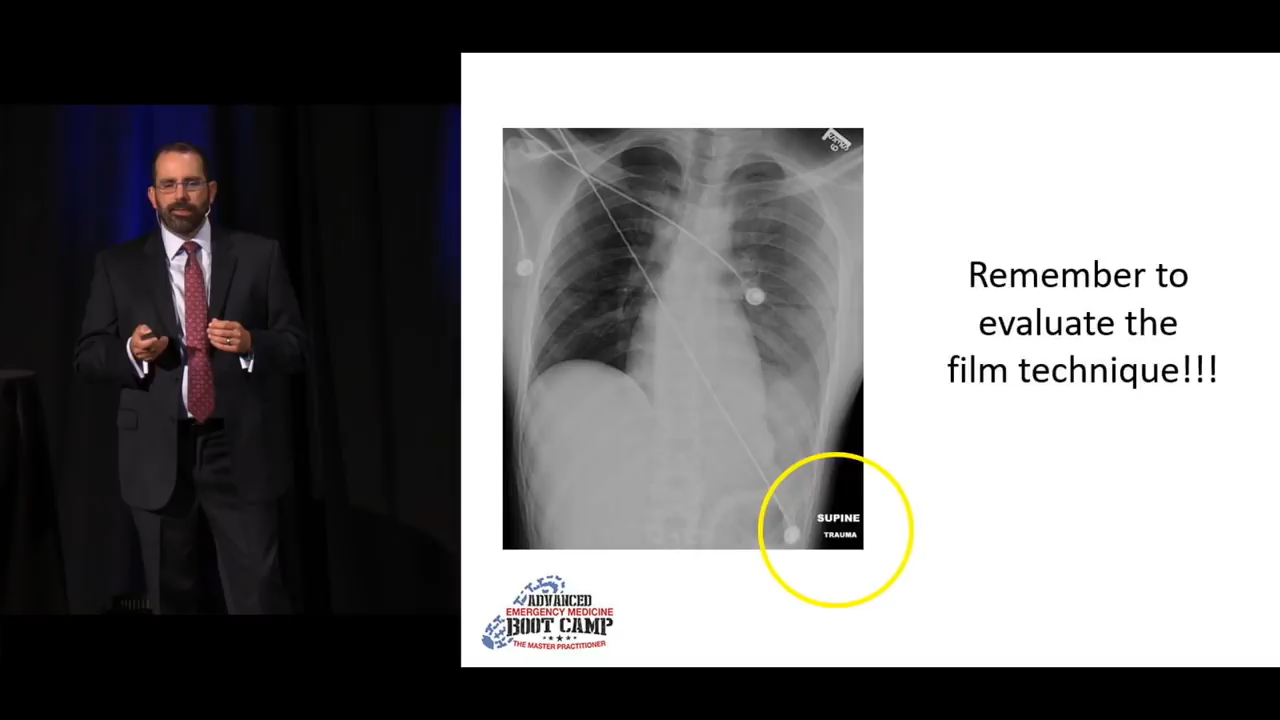 Remember to
evaluate the
film technique!!!
SUPINE
TRAUMA
ADVANCED
EMERGENCY MEDICINE
BOOT CAMP
THE MASTER PRACTITIONER